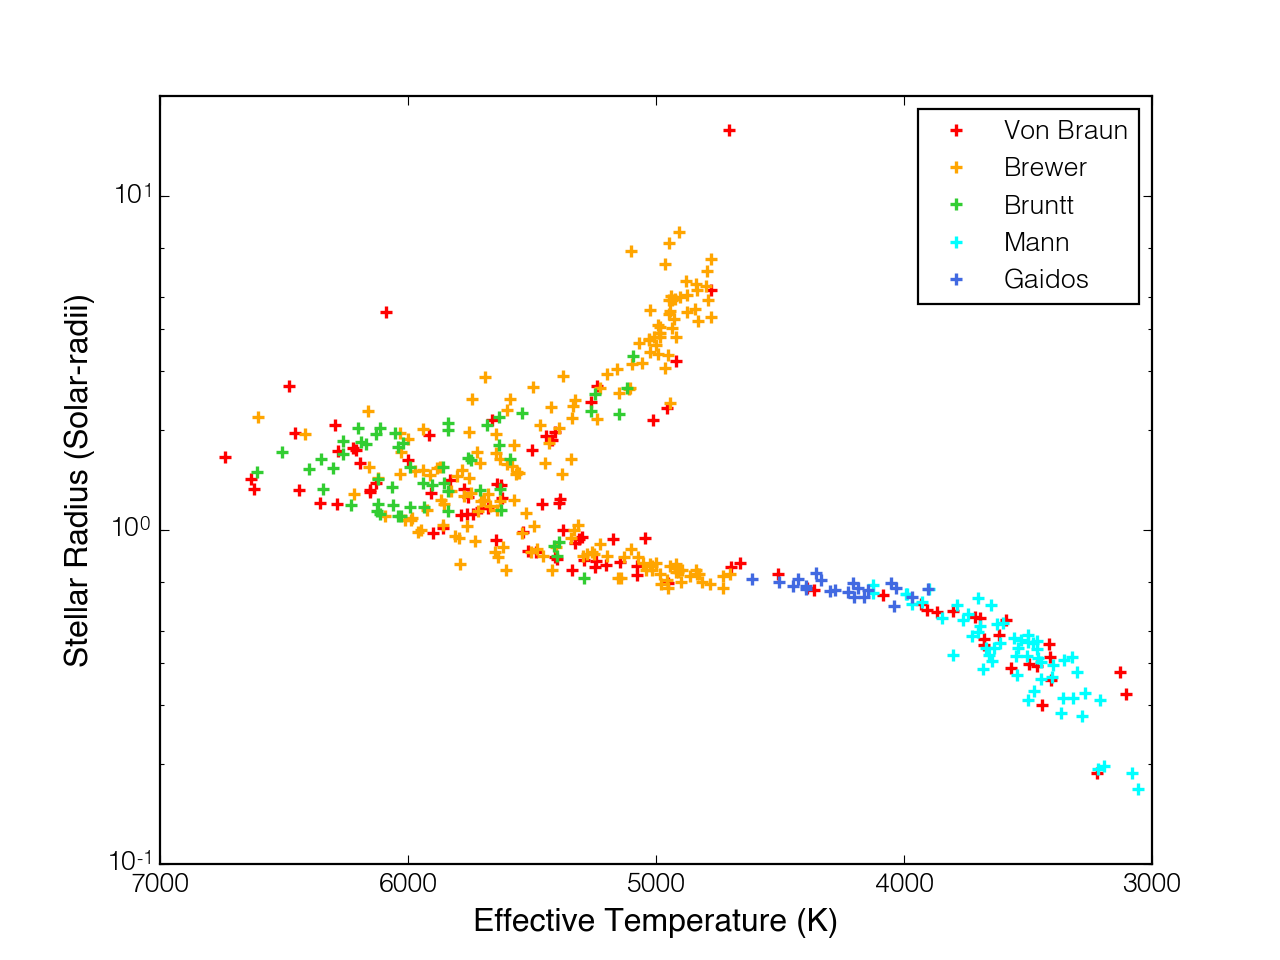 Von Braun
Brewer
Bruntt
Mann
Gaidos
10¹
10⁰
10⁻¹
Stellar Radius (Solar-radii)
7000 6000 5000 4000 3000
Effective Temperature (K)